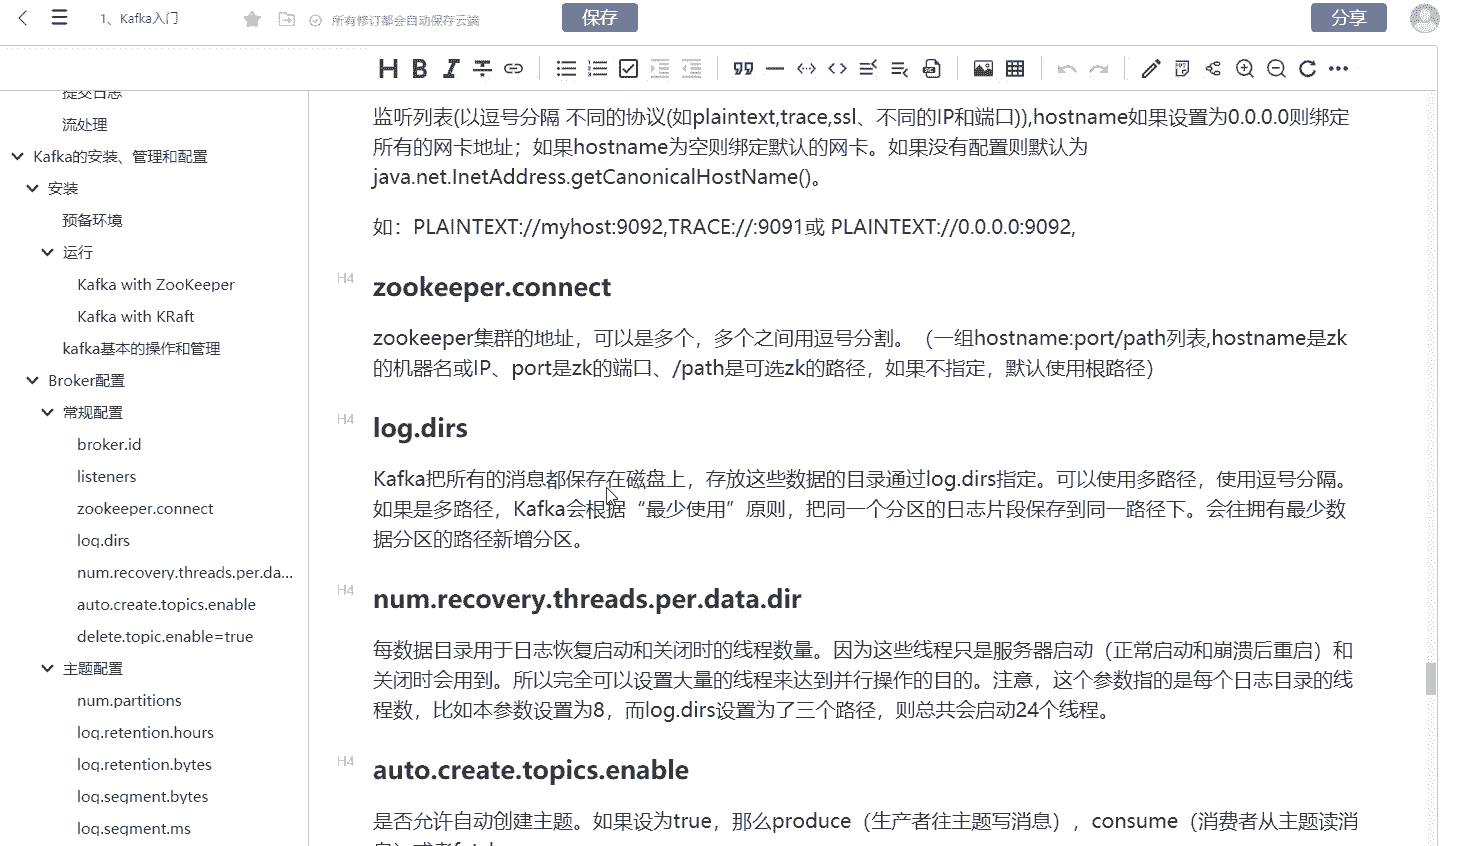 1、Kafka入门
所有修订都会自动保存云端
保存
分享
提交日志
流处理
Kafka的安装、管理和配置
安装
预备环境
运行
Kafka with ZooKeeper
Kafka with KRaft
kafka基本的操作和管理
Broker配置
常规配置
broker.id
listeners
zookeeper.connect
log.dirs
num.recovery.threads.per.da...
auto.create.topics.enable
delete.topic.enable=true
主题配置
num.partitions
log.retention.hours
log.retention.bytes
log.segment.bytes
log.segment.ms
监听列表(以逗号分隔 不同的协议(如plaintext,trace,ssl、不同的IP和端口)),hostname如果设置为0.0.0.0则绑定
所有的网卡地址；如果hostname为空则绑定默认的网卡。如果没有配置则默认为
java.net.InetAddress.getCanonicalHostName()。
如：PLAINTEXT://myhost:9092,TRACE://:9091或 PLAINTEXT://0.0.0.0:9092,
H4
zookeeper.connect
zookeeper集群的地址，可以是多个，多个之间用逗号分割。（一组hostname:port/path列表,hostname是zk
的机器名或IP、port是zk的端口、/path是可选zk的路径，如果不指定，默认使用根路径）
H4
log.dirs
Kafka把所有的消息都保存在磁盘上，存放这些数据的目录通过log.dirs指定。可以使用多路径，使用逗号分隔。
如果是多路径，Kafka会根据“最少使用”原则，把同一个分区的日志片段保存到同一路径下。会往拥有最少数
据分区的路径新增分区。
H4
num.recovery.threads.per.data.dir
每数据目录用于日志恢复启动和关闭时的线程数量。因为这些线程只是服务器启动（正常启动和崩溃后重启）和
关闭时会用到。所以完全可以设置大量的线程来达到并行操作的目的。注意，这个参数指的是每个日志目录的线
程数，比如本参数设置为8，而log.dirs设置为了三个路径，则总共会启动24个线程。
H4
auto.create.topics.enable
是否允许自动创建主题。如果设为true，那么produce（生产者往主题写消息）, consume（消费者从主题读消